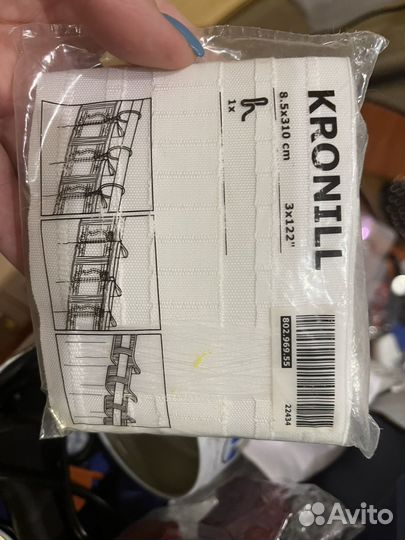 KRONILL
8.5x310 cm
3x122"
1x
802.969.55
22434
Avito